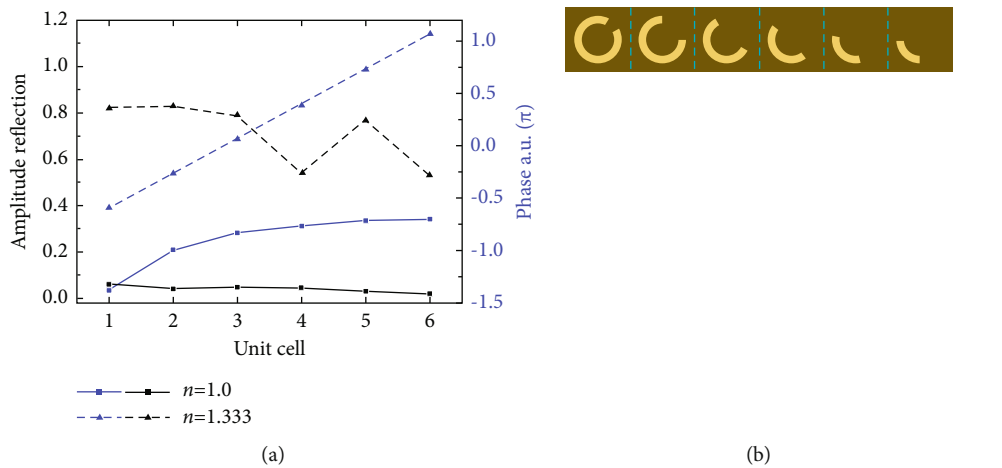 1.2
1.0
0.8
0.6
0.4
0.2
0.0
Amplitude reflection
1.0
0.5
0.0
-0.5
-1.0
-1.5
Phase a.u. (π)
1 2 3 4 5 6
Unit cell
n=1.0
n=1.333
(a)
(b)